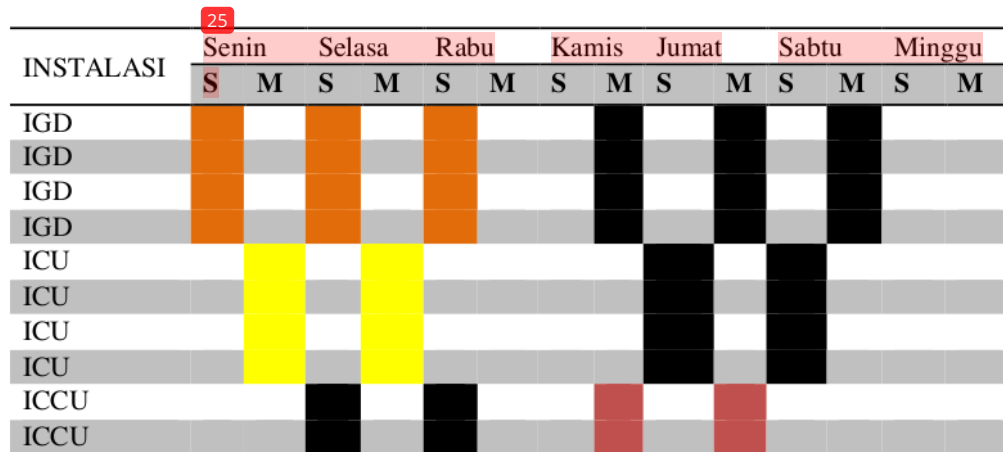 25
INSTALASI Senin Selasa Rabu Kamis Jumat Sabtu Minggu
S M S M S M S M S M S M S M
IGD
IGD
IGD
IGD
ICU
ICU
ICU
ICU
ICCU
ICCU